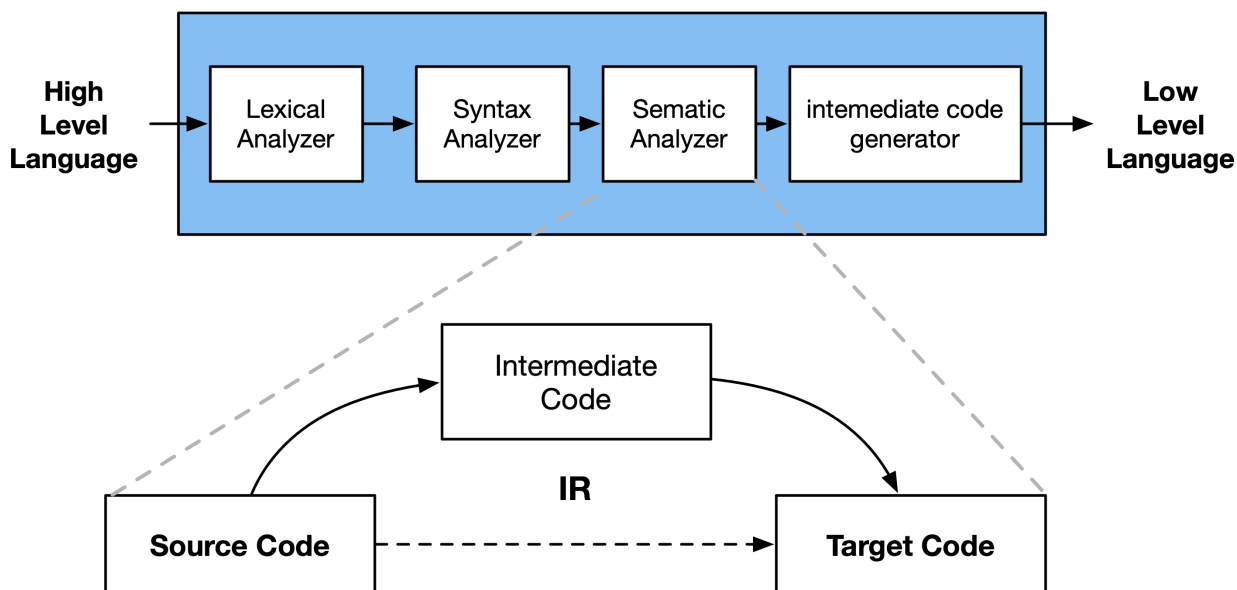 High
Level
Language
Lexical
Analyzer
Syntax
Analyzer
Sematic
Analyzer
intemediate code
generator
Low
Level
Language
Intermediate
Code
IR
Source Code
Target Code